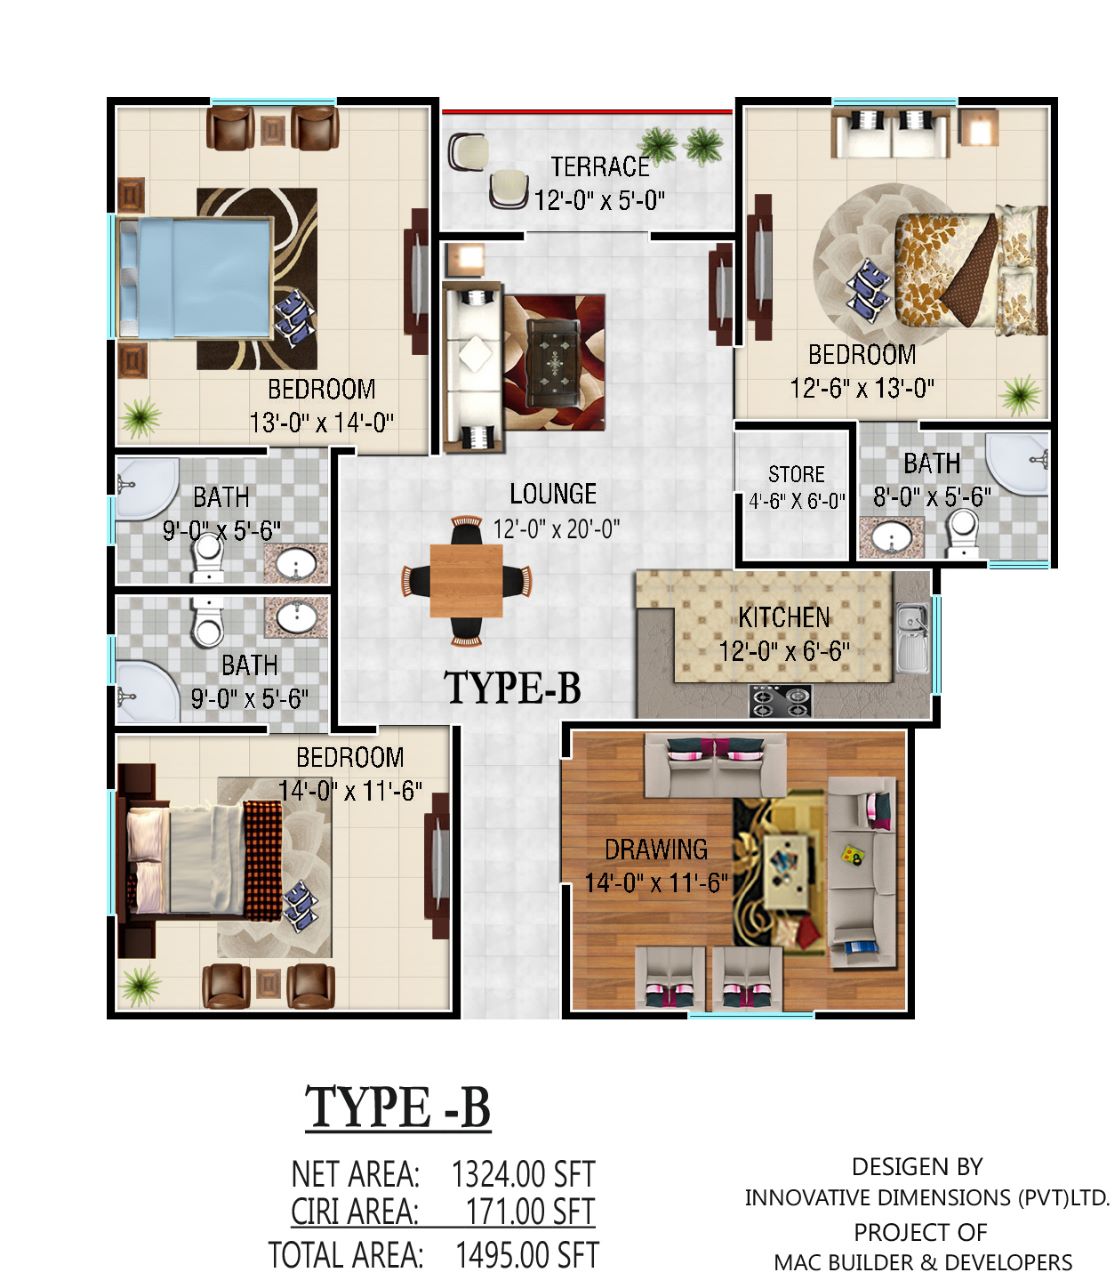 TERRACE
12'-0" x 5'-0"
BEDROOM
13'-0" x 14'-0"
BEDROOM
12'-6" x 13'-0"
BATH
9'-0" x 5'-6"
LOUNGE
12'-0" x 20'-0"
STORE
4'-6" X 6'-0"
BATH
8'-0" x 5'-6"
BATH
9'-0" x 5'-6"
KITCHEN
12'-0" x 6'-6"
TYPE-B
BEDROOM
14'-0" x 11'-6"
DRAWING
14'-0" x 11'-6"
TYPE -B
NET AREA: 1324.00 SFT
CIRI AREA: 171.00 SFT
TOTAL AREA: 1495.00 SFT
DESIGEN BY
INNOVATIVE DIMENSIONS (PVT)LTD.
PROJECT OF
MAC BUILDER & DEVELOPERS